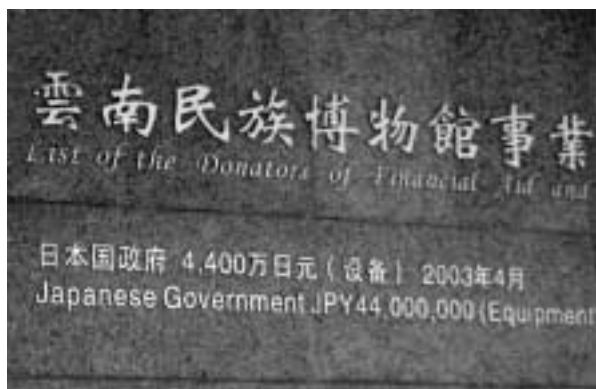 雲南民族博物館事業
List of the Donators of Financial Aid and
日本国政府 4,400万日元（设备） 2003年4月
Japanese Government JPY44,000,000 (Equipment